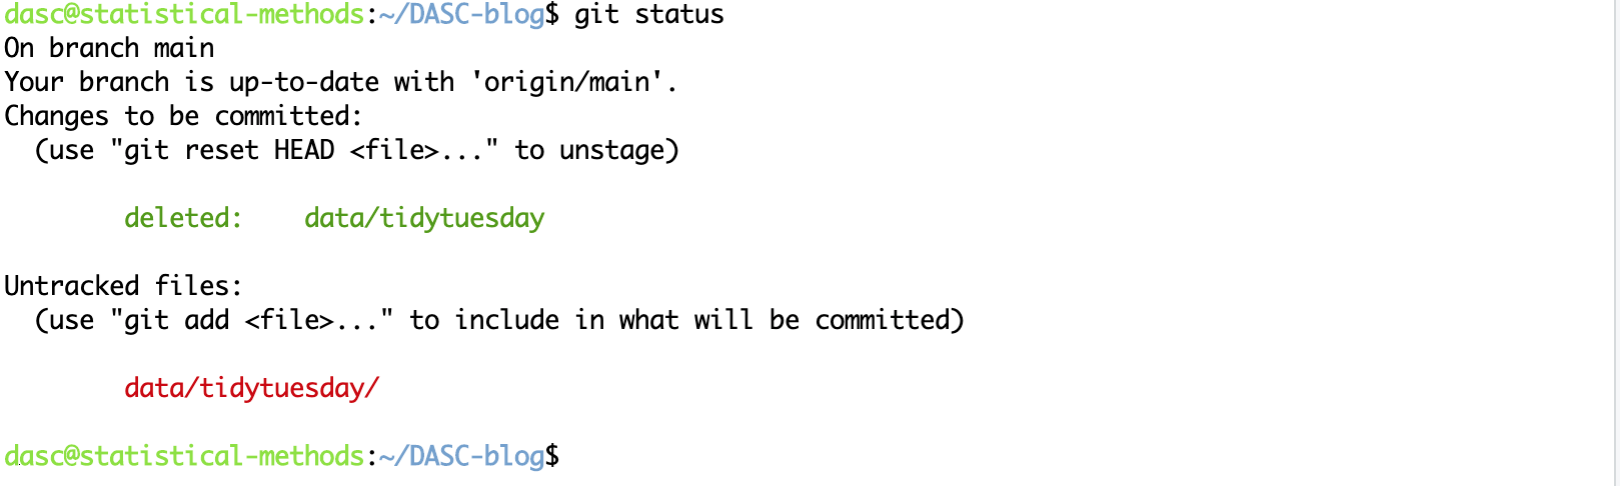 dasc@statistical-methods:~/DASC-blog$ git status
On branch main
Your branch is up-to-date with 'origin/main'.
Changes to be committed:
  (use "git reset HEAD <file>..." to unstage)

        deleted:    data/tidytuesday

Untracked files:
  (use "git add <file>..." to include in what will be committed)

        data/tidytuesday/

dasc@statistical-methods:~/DASC-blog$